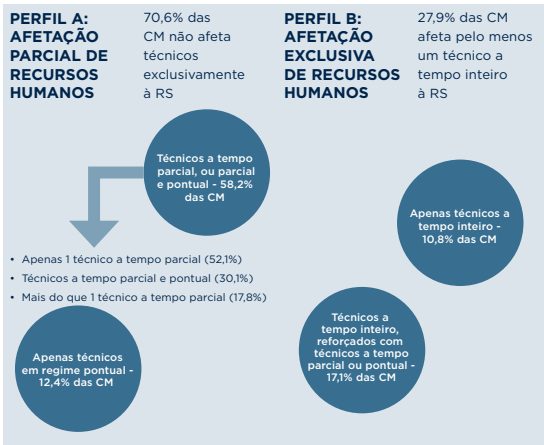 PERFIL A:
AFETAÇÃO
PARCIAL DE
RECURSOS
HUMANOS
70,6% das
CM não afeta
técnicos
exclusivamente
à RS
PERFIL B:
AFETAÇÃO
EXCLUSIVA
DE RECURSOS
HUMANOS
27,9% das CM
afeta pelo menos
um técnico a
tempo inteiro
à RS
Técnicos a tempo
parcial, ou parcial
e pontual - 58,2%
das CM
• Apenas 1 técnico a tempo parcial (52,1%)
• Técnicos a tempo parcial e pontual (30,1%)
• Mais do que 1 técnico a tempo parcial (17,8%)
Apenas técnicos
em regime pontual -
12,4% das CM
Apenas técnicos a
tempo inteiro -
10,8% das CM
Técnicos a
tempo inteiro,
reforçados com
técnicos a tempo
parcial ou pontual -
17,1% das CM